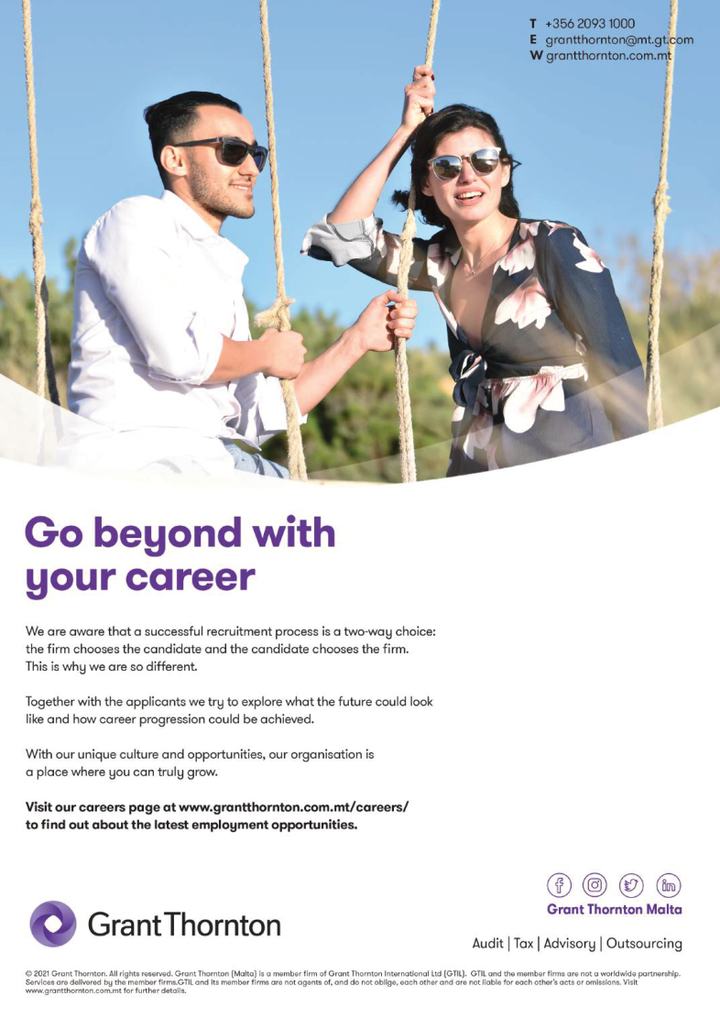 T +356 2093 1000
E grantthornton@mt.gt.com
W grantthornton.com.mt
Go beyond with
your career
We are aware that a successful recruitment process is a two-way choice:
the firm chooses the candidate and the candidate chooses the firm.
This is why we are so different.
Together with the applicants we try to explore what the future could look
like and how career progression could be achieved.
With our unique culture and opportunities, our organisation is
a place where you can truly grow.
Visit our careers page at www.grantthornton.com.mt/careers/
to find out about the latest employment opportunities.
Grant Thornton Malta
Grant Thornton
Audit | Tax | Advisory | Outsourcing
© 2021 Grant Thornton. All rights reserved. Grant Thornton (Malta) is a member firm of Grant Thornton International Ltd (GTIL). GTIL and the member firms are not a worldwide partnership.
Services are delivered by the member firms.GTIL and its member firms are not agents of, and do not oblige, each other and are not liable for each other's acts or omissions. Visit
www.grantthornton.com.mt for further details.